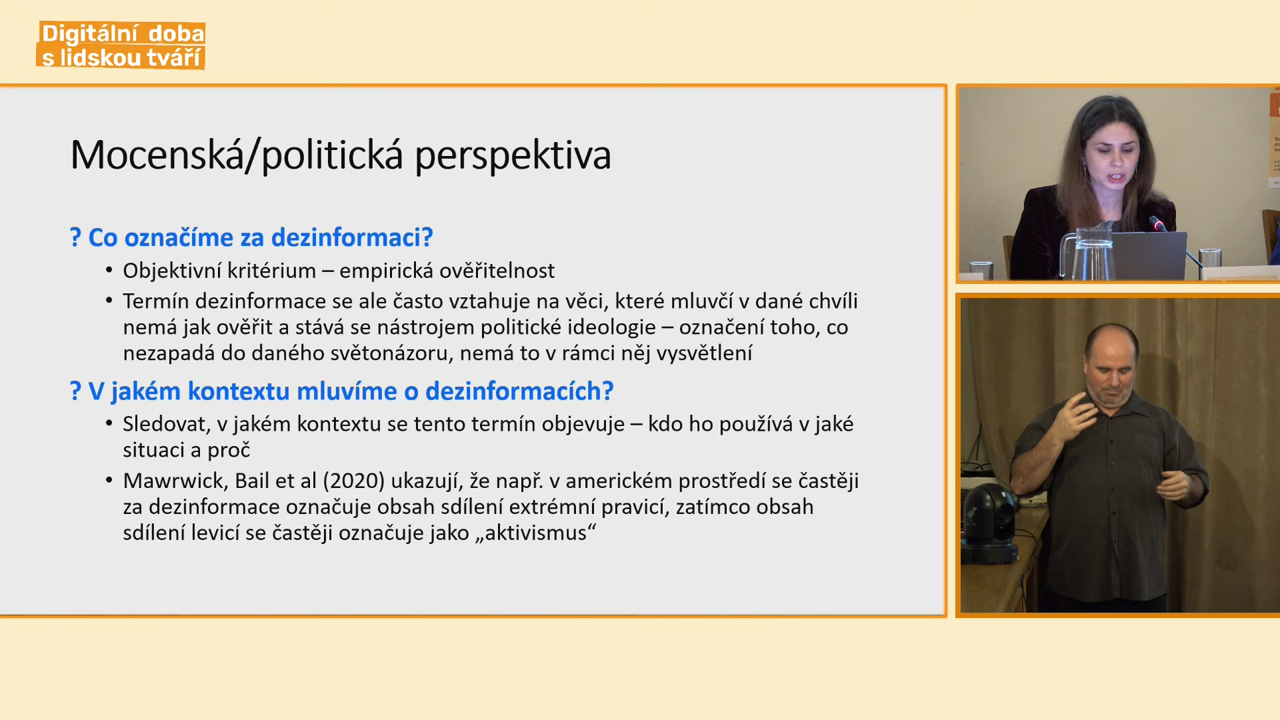 Digitální doba
s lidskou tváří
Mocenská/politická perspektiva
? Co označíme za dezinformaci?
• Objektivní kritérium – empirická ověřitelnost
• Termín dezinformace se ale často vztahuje na věci, které mluvčí v dané chvíli
nemá jak ověřit a stává se nástrojem politické ideologie – označení toho, co
nezapadá do daného světonázoru, nemá to v rámci něj vysvětlení
? V jakém kontextu mluvíme o dezinformacích?
• Sledovat, v jakém kontextu se tento termín objevuje – kdo ho používá v jaké
situaci a proč
• Mawrwick, Bail et al (2020) ukazují, že např. v americkém prostředí se častěji
za dezinformace označuje obsah sdílení extrémní pravicí, zatímco obsah
sdílení levicí se častěji označuje jako „aktivismus“